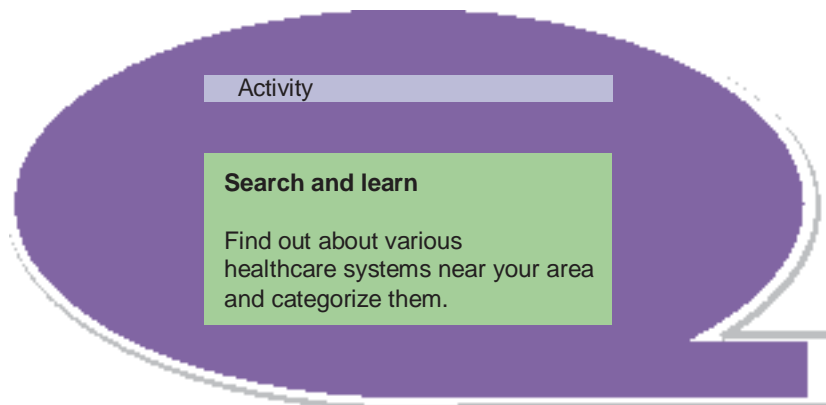 Activity
Search and learn
Find out about various
healthcare systems near your area
and categorize them.